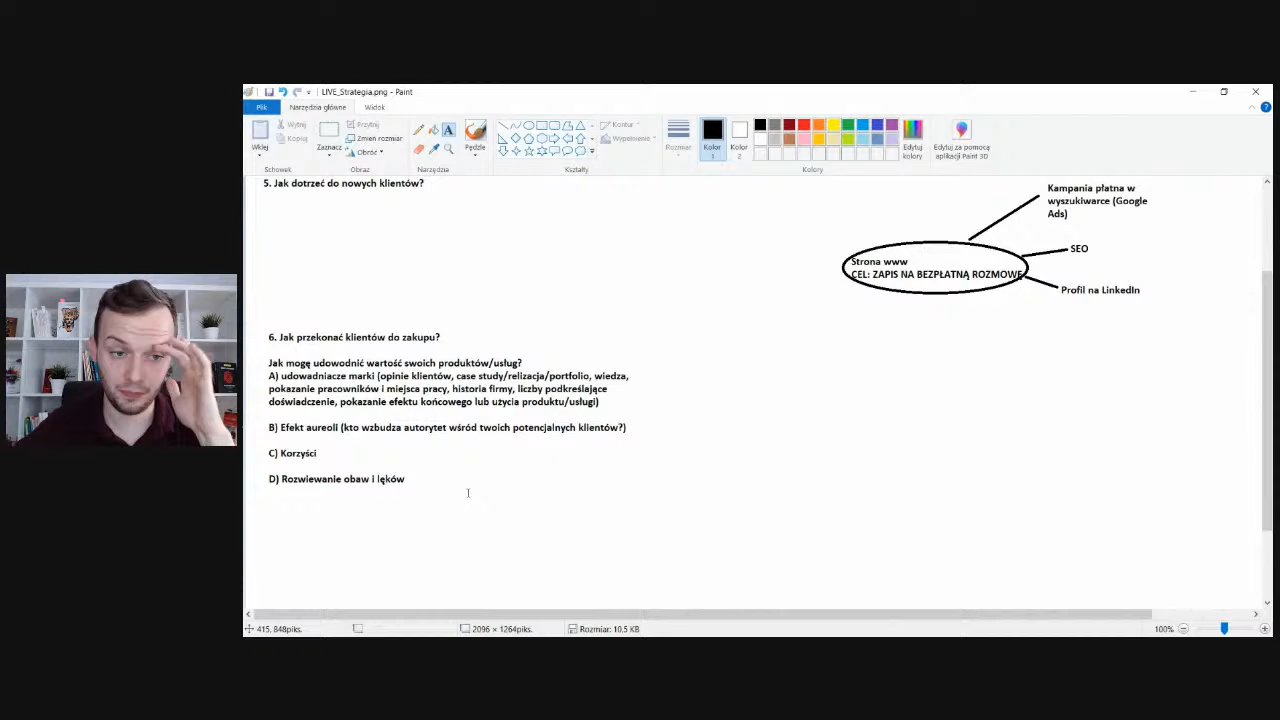 LIVE_Strategia.png - Paint
Plik
Narzędzia główne
Widok
Wklej
Wytnij
Kopiuj
Schowek
Zaznacz
Przytnij
Zmień rozmiar
Obróć
Obraz
A
Narzędzia
Pędzle
Kontur
Wypełnienie
Kształty
Rozmiar
Kolor
1
Kolor
2
Edytuj
kolory
Kolory
Edytuj za pomocą
aplikacji Paint 3D
5. Jak dotrzeć do nowych klientów?
Kampania płatna w
wyszukiwarce (Google
Ads)
SEO
Strona www
CEL: ZAPIS NA BEZPŁATNĄ ROZMOWĘ
Profil na LinkedIn
6. Jak przekonać klientów do zakupu?
Jak mogę udowodnić wartość swoich produktów/usług?
A) udowadniacze marki (opinie klientów, case study/relizacja/portfolio, wiedza,
pokazanie pracowników i miejsca pracy, historia firmy, liczby podkreślające
doświadczenie, pokazanie efektu końcowego lub użycia produktu/usługi)
B) Efekt aureoli (kto wzbudza autorytet wśród twoich potencjalnych klientów?)
C) Korzyści
D) Rozwiewanie obaw i lęków
415, 848piks.
2096 × 1264piks.
Rozmiar: 10,5 KB
100%